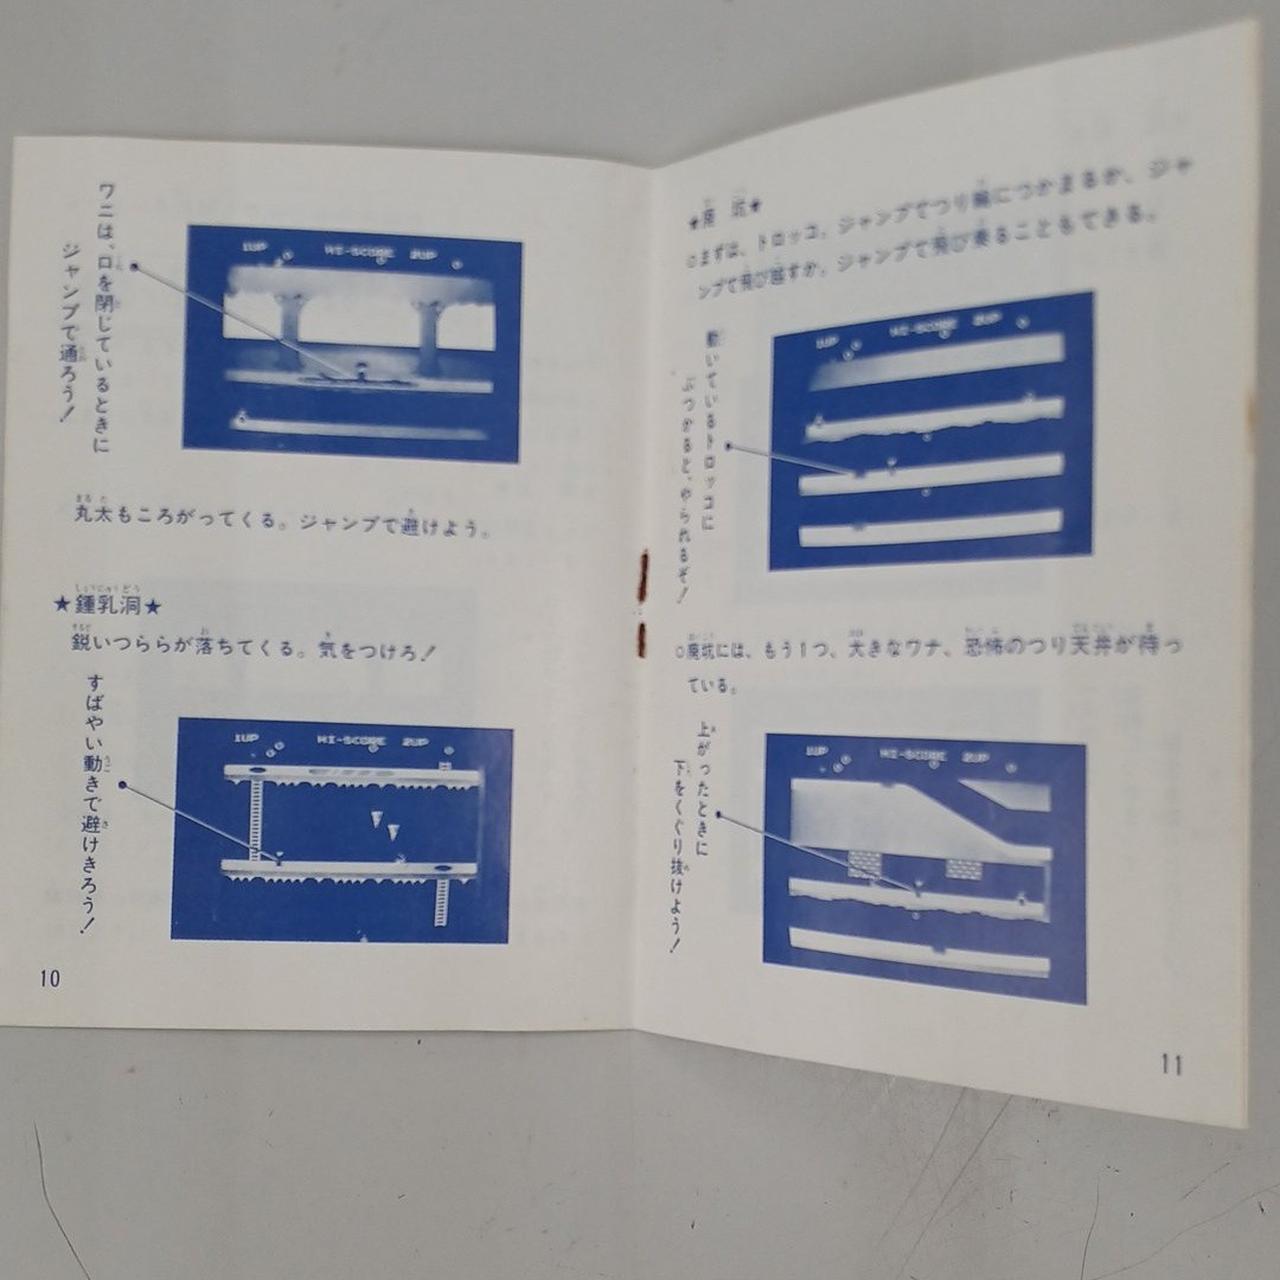 ワニは、口を閉じているときに
ジャンプで通ろう!
1UP HI-SCORE 2UP
丸太もころがってくる。ジャンプで避けよう。
★鍾乳洞★
鋭いつららが落ちてくる。気をつけろ!
すばやい動きで避けきろう!
1UP HI-SCORE 2UP
10
★廃坑★
○まずは、トロッコ。ジャンプでつり輪につかまるか、ジャ
ンプで飛び越すか、ジャンプで飛び乗ることもできる。
動いているトロッコに
ぶつかると、やられるぞ!
1UP HI-SCORE 2UP
○廃坑には、もう1つ、大きなワナ、恐怖のつり天井が待っ
ている。
上がったときに
下をくぐり抜けよう!
1UP HI-SCORE 2UP
11